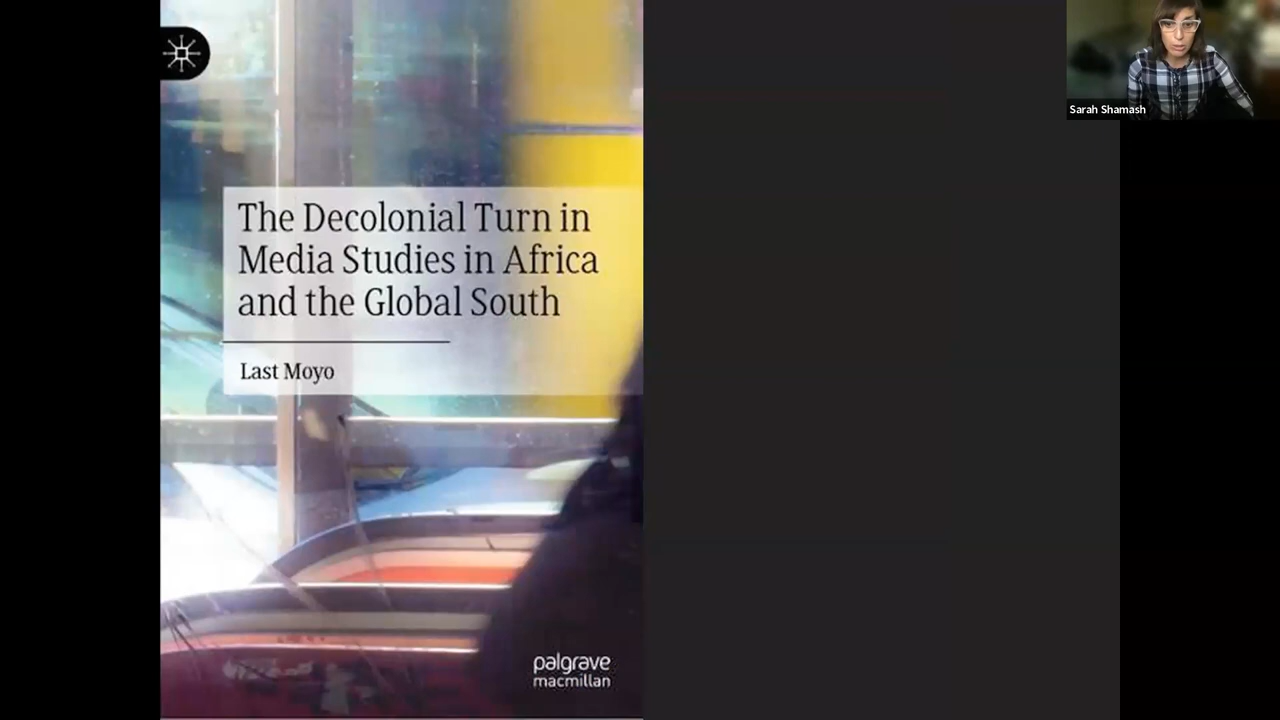 The Decolonial Turn in
Media Studies in Africa
and the Global South
Last Moyo
palgrave
macmillan
Sarah Shamash